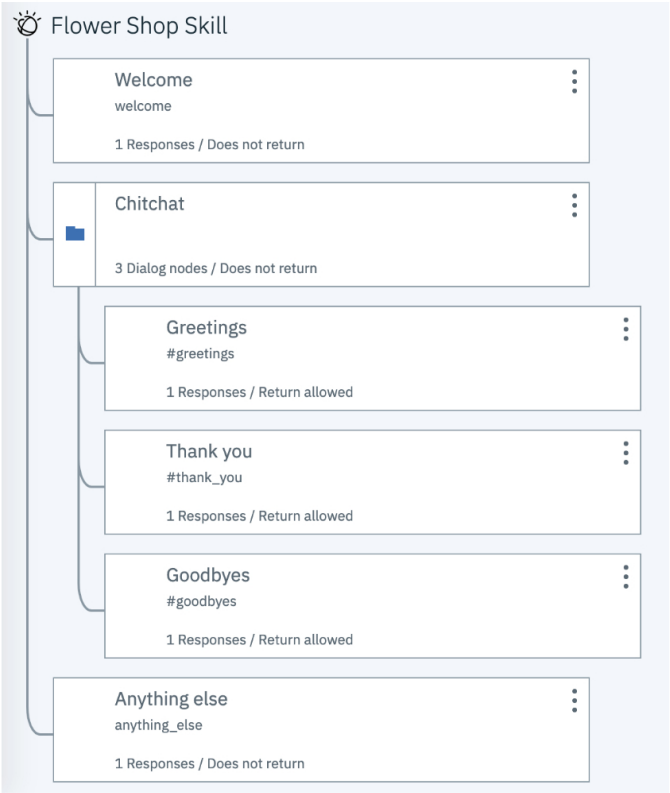 Flower Shop Skill
Welcome
welcome
1 Responses / Does not return
Chitchat
3 Dialog nodes / Does not return
Greetings
#greetings
1 Responses / Return allowed
Thank you
#thank_you
1 Responses / Return allowed
Goodbyes
#goodbyes
1 Responses / Return allowed
Anything else
anything_else
1 Responses / Does not return